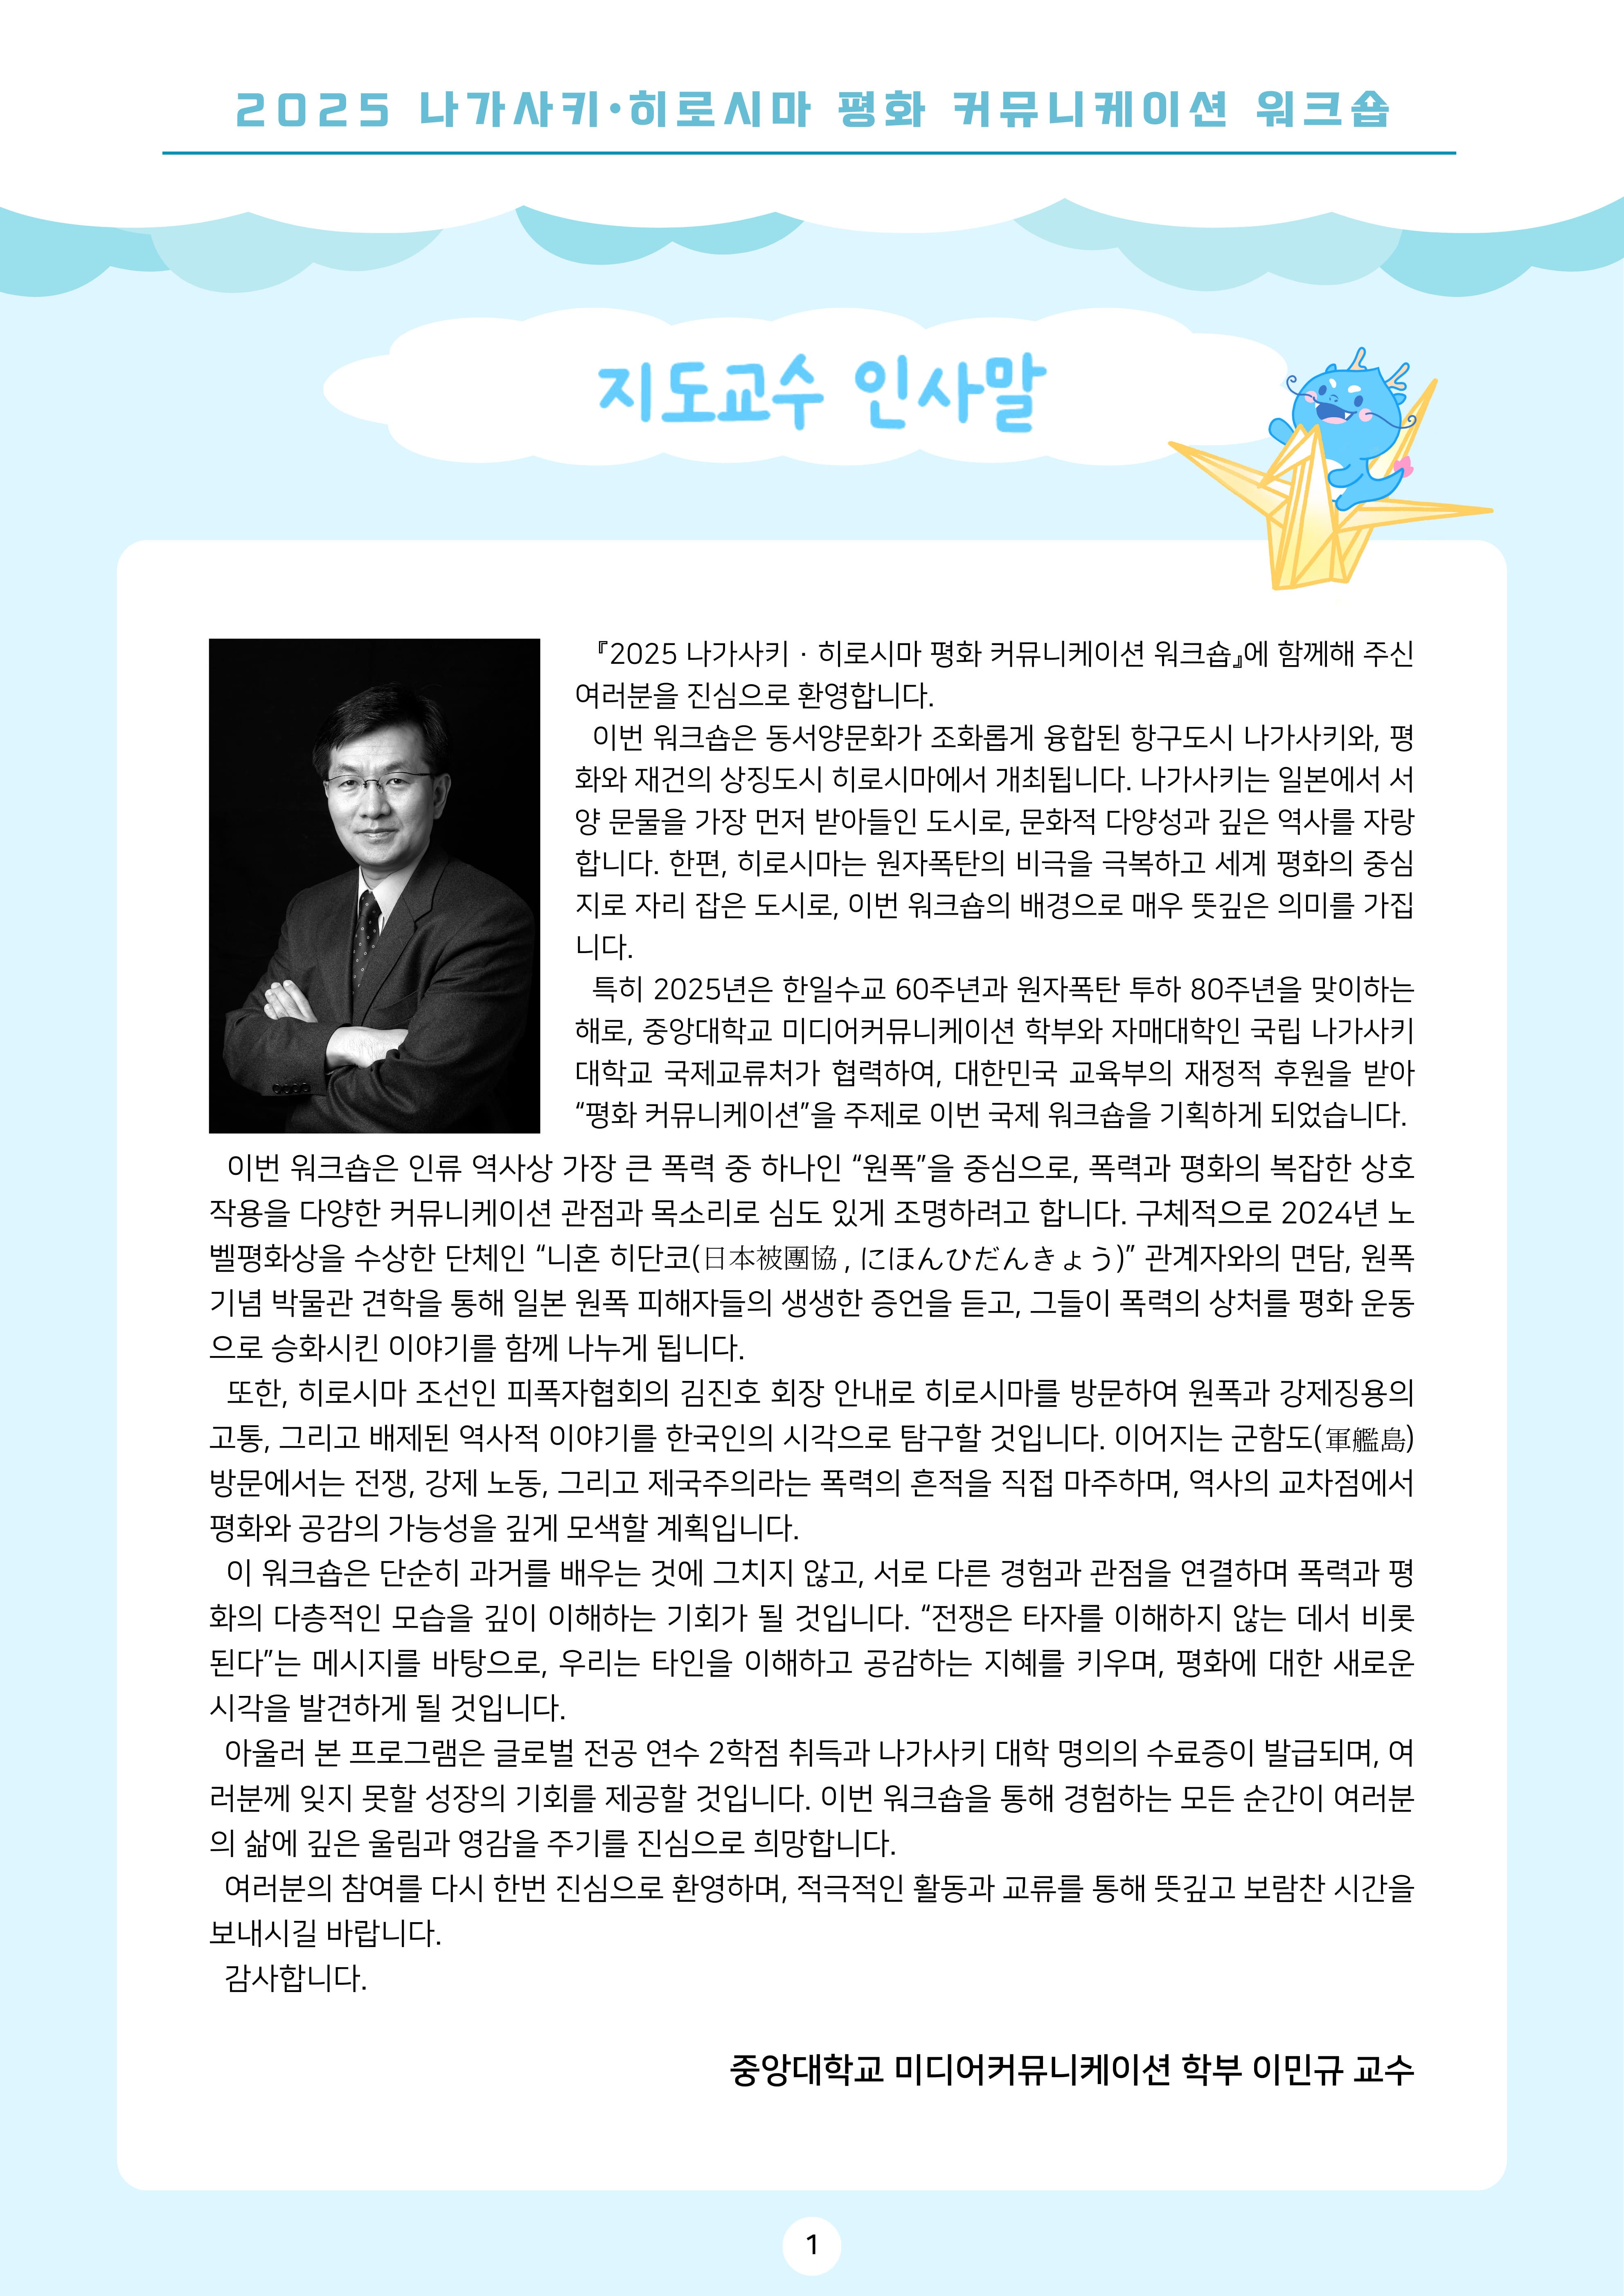 2025 나가사키•히로시마 평화 커뮤니케이션 워크숍
지도교수 인사말
『2025 나가사키 · 히로시마 평화 커뮤니케이션 워크숍』에 함께해 주신
여러분을 진심으로 환영합니다.
이번 워크숍은 동서양문화가 조화롭게 융합된 항구도시 나가사키와, 평
화와 재건의 상징도시 히로시마에서 개최됩니다. 나가사키는 일본에서 서
양 문물을 가장 먼저 받아들인 도시로, 문화적 다양성과 깊은 역사를 자랑
합니다. 한편, 히로시마는 원자폭탄의 비극을 극복하고 세계 평화의 중심
지로 자리 잡은 도시로, 이번 워크숍의 배경으로 매우 뜻깊은 의미를 가집
니다.
특히 2025년은 한일수교 60주년과 원자폭탄 투하 80주년을 맞이하는
해로, 중앙대학교 미디어커뮤니케이션 학부와 자매대학인 국립 나가사키
대학교 국제교류처가 협력하여, 대한민국 교육부의 재정적 후원을 받아
“평화 커뮤니케이션”을 주제로 이번 국제 워크숍을 기획하게 되었습니다.
이번 워크숍은 인류 역사상 가장 큰 폭력 중 하나인 “원폭”을 중심으로, 폭력과 평화의 복잡한 상호
작용을 다양한 커뮤니케이션 관점과 목소리로 심도 있게 조명하려고 합니다. 구체적으로 2024년 노
벨평화상을 수상한 단체인 “니혼 히단코(日本被團協, にほんひだんきょう)” 관계자와의 면담, 원폭
기념 박물관 견학을 통해 일본 원폭 피해자들의 생생한 증언을 듣고, 그들이 폭력의 상처를 평화 운동
으로 승화시킨 이야기를 함께 나누게 됩니다.
또한, 히로시마 조선인 피폭자협회의 김진호 회장 안내로 히로시마를 방문하여 원폭과 강제징용의
고통, 그리고 배제된 역사적 이야기를 한국인의 시각으로 탐구할 것입니다. 이어지는 군함도(軍艦島)
방문에서는 전쟁, 강제 노동, 그리고 제국주의라는 폭력의 흔적을 직접 마주하며, 역사의 교차점에서
평화와 공감의 가능성을 깊게 모색할 계획입니다.
이 워크숍은 단순히 과거를 배우는 것에 그치지 않고, 서로 다른 경험과 관점을 연결하며 폭력과 평
화의 다층적인 모습을 깊이 이해하는 기회가 될 것입니다. “전쟁은 타자를 이해하지 않는 데서 비롯
된다”는 메시지를 바탕으로, 우리는 타인을 이해하고 공감하는 지혜를 키우며, 평화에 대한 새로운
시각을 발견하게 될 것입니다.
아울러 본 프로그램은 글로벌 전공 연수 2학점 취득과 나가사키 대학 명의의 수료증이 발급되며, 여
러분께 잊지 못할 성장의 기회를 제공할 것입니다. 이번 워크숍을 통해 경험하는 모든 순간이 여러분
의 삶에 깊은 울림과 영감을 주기를 진심으로 희망합니다.
여러분의 참여를 다시 한번 진심으로 환영하며, 적극적인 활동과 교류를 통해 뜻깊고 보람찬 시간을
보내시길 바랍니다.
감사합니다.
중앙대학교 미디어커뮤니케이션 학부 이민규 교수
1